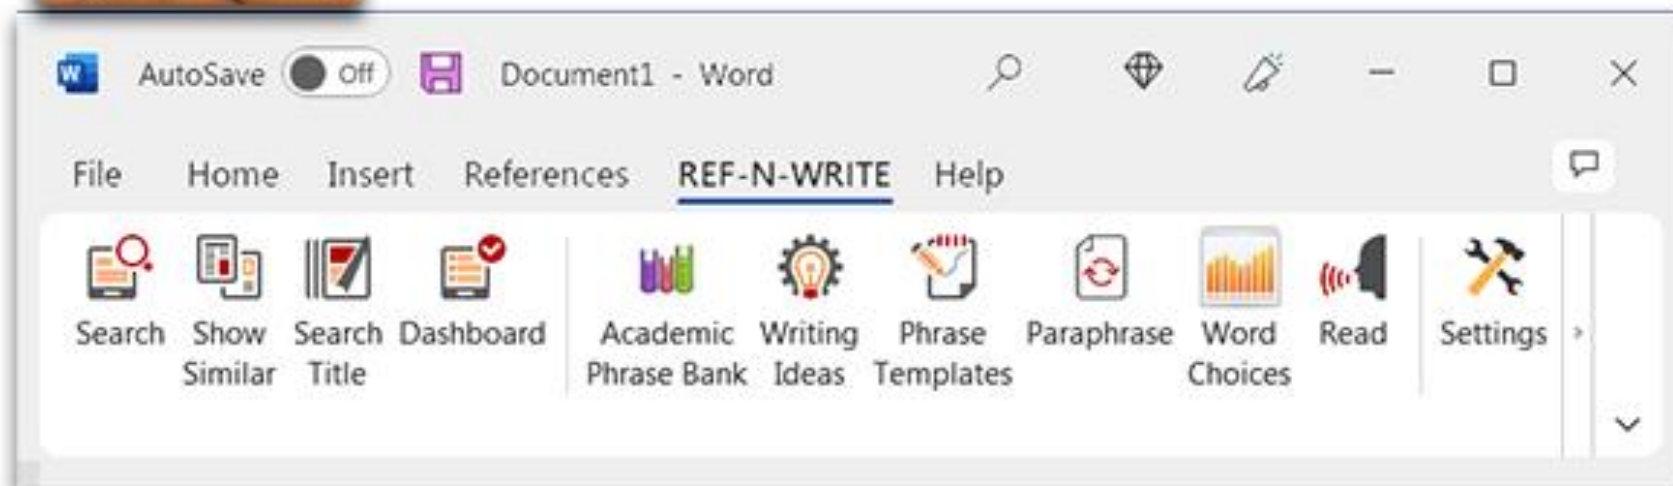 AutoSave Off Document1 - Word
File Home Insert References REF-N-WRITE Help
Search Show Similar Search Title Dashboard Academic Phrase Bank Writing Ideas Phrase Templates Paraphrase Word Choices Read Settings